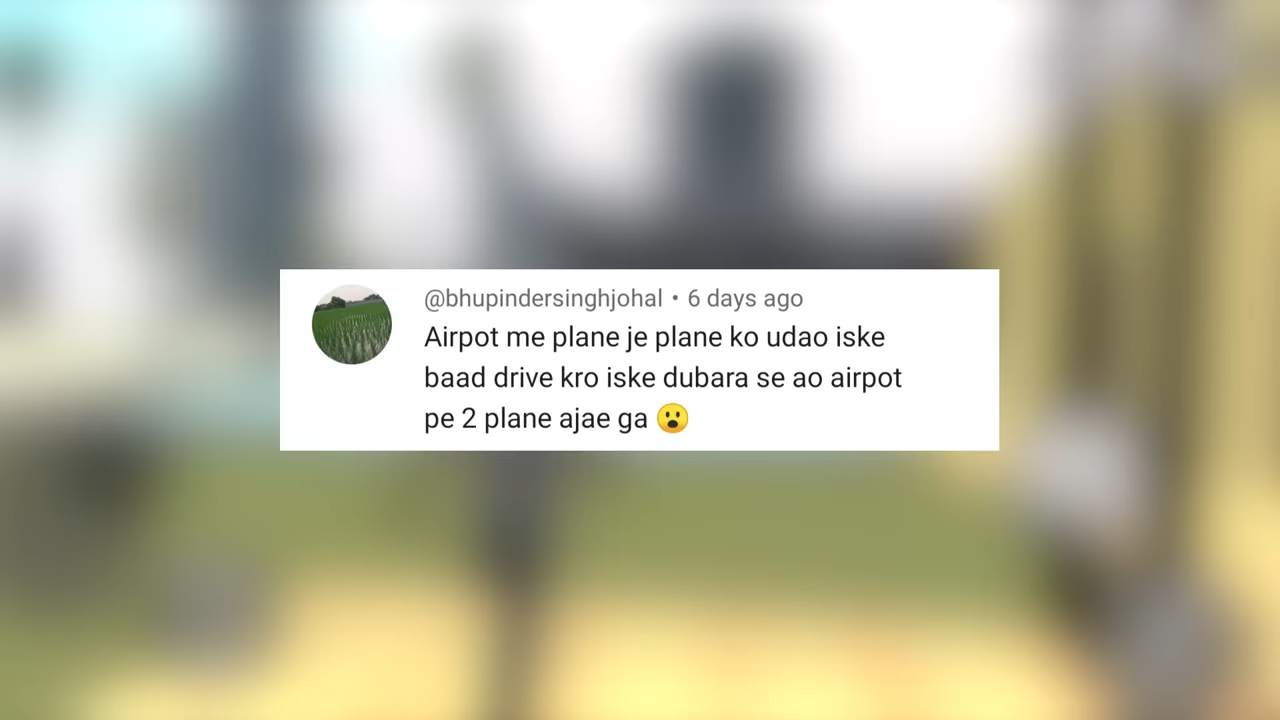 @bhupindersinghjohal • 6 days ago
Airpot me plane je plane ko udao iske
baad drive kro iske dubara se ao airpot
pe 2 plane ajae ga 😮